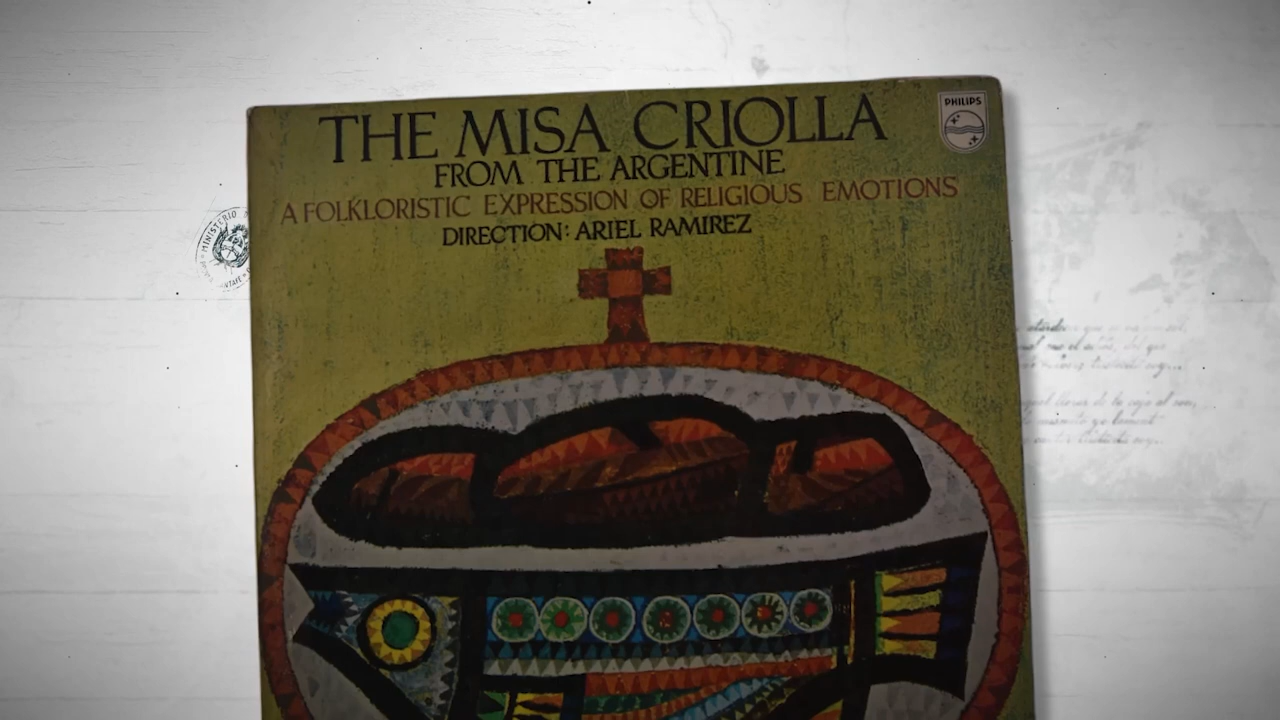 THE MISA CRIOLLA
FROM THE ARGENTINE
A FOLKLORISTIC EXPRESSION OF RELIGIOUS EMOTIONS
DIRECTION: ARIEL RAMIREZ
PHILIPS
MINISTERIO